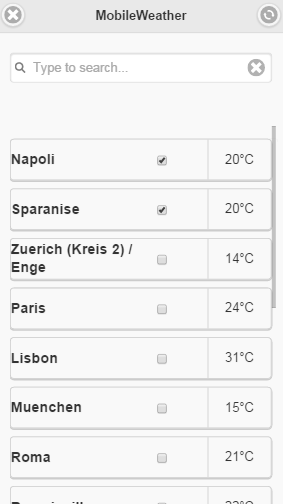 MobileWeather
Type to search...
Napoli 20°C
Sparanise 20°C
Zuerich (Kreis 2) /
Enge 14°C
Paris 24°C
Lisbon 31°C
Muenchen 15°C
Roma 21°C